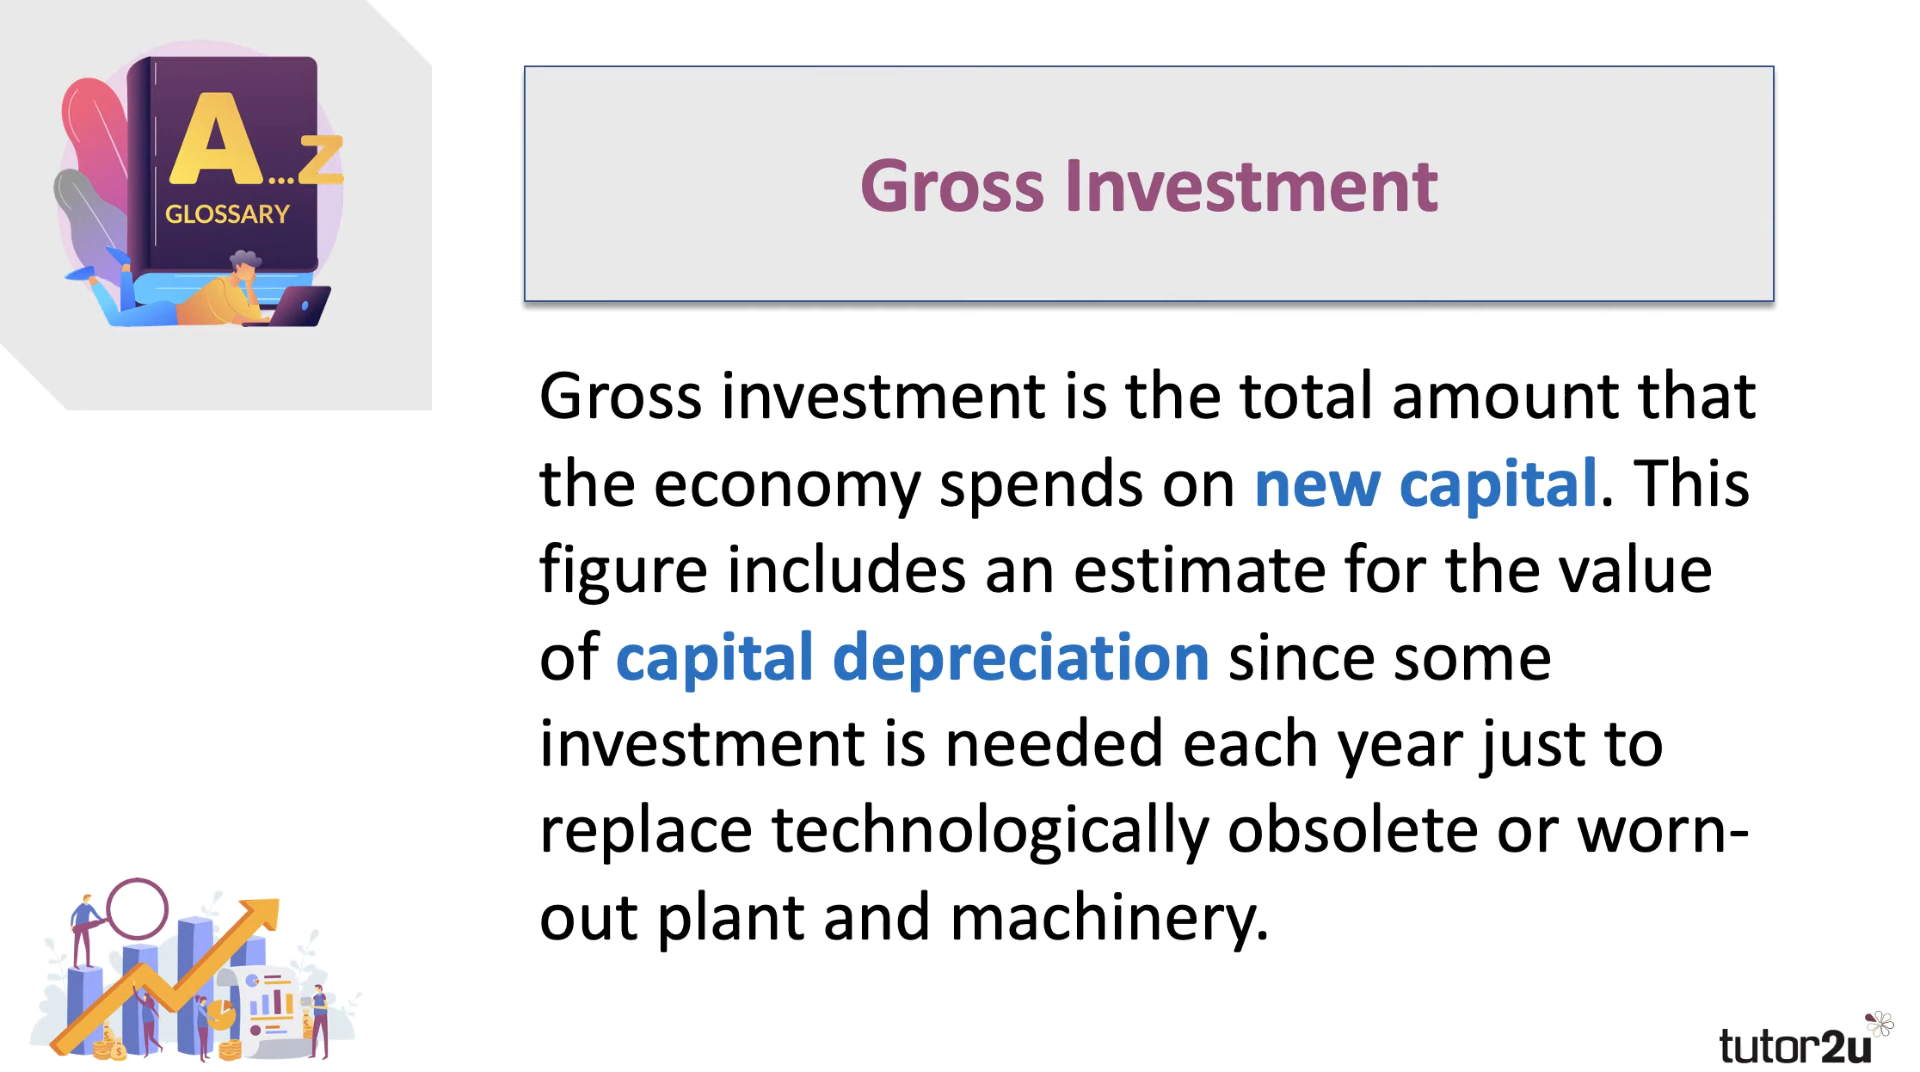 A...Z
GLOSSARY
Gross Investment
Gross investment is the total amount that
the economy spends on new capital. This
figure includes an estimate for the value
of capital depreciation since some
investment is needed each year just to
replace technologically obsolete or worn-
out plant and machinery.
tutor2u